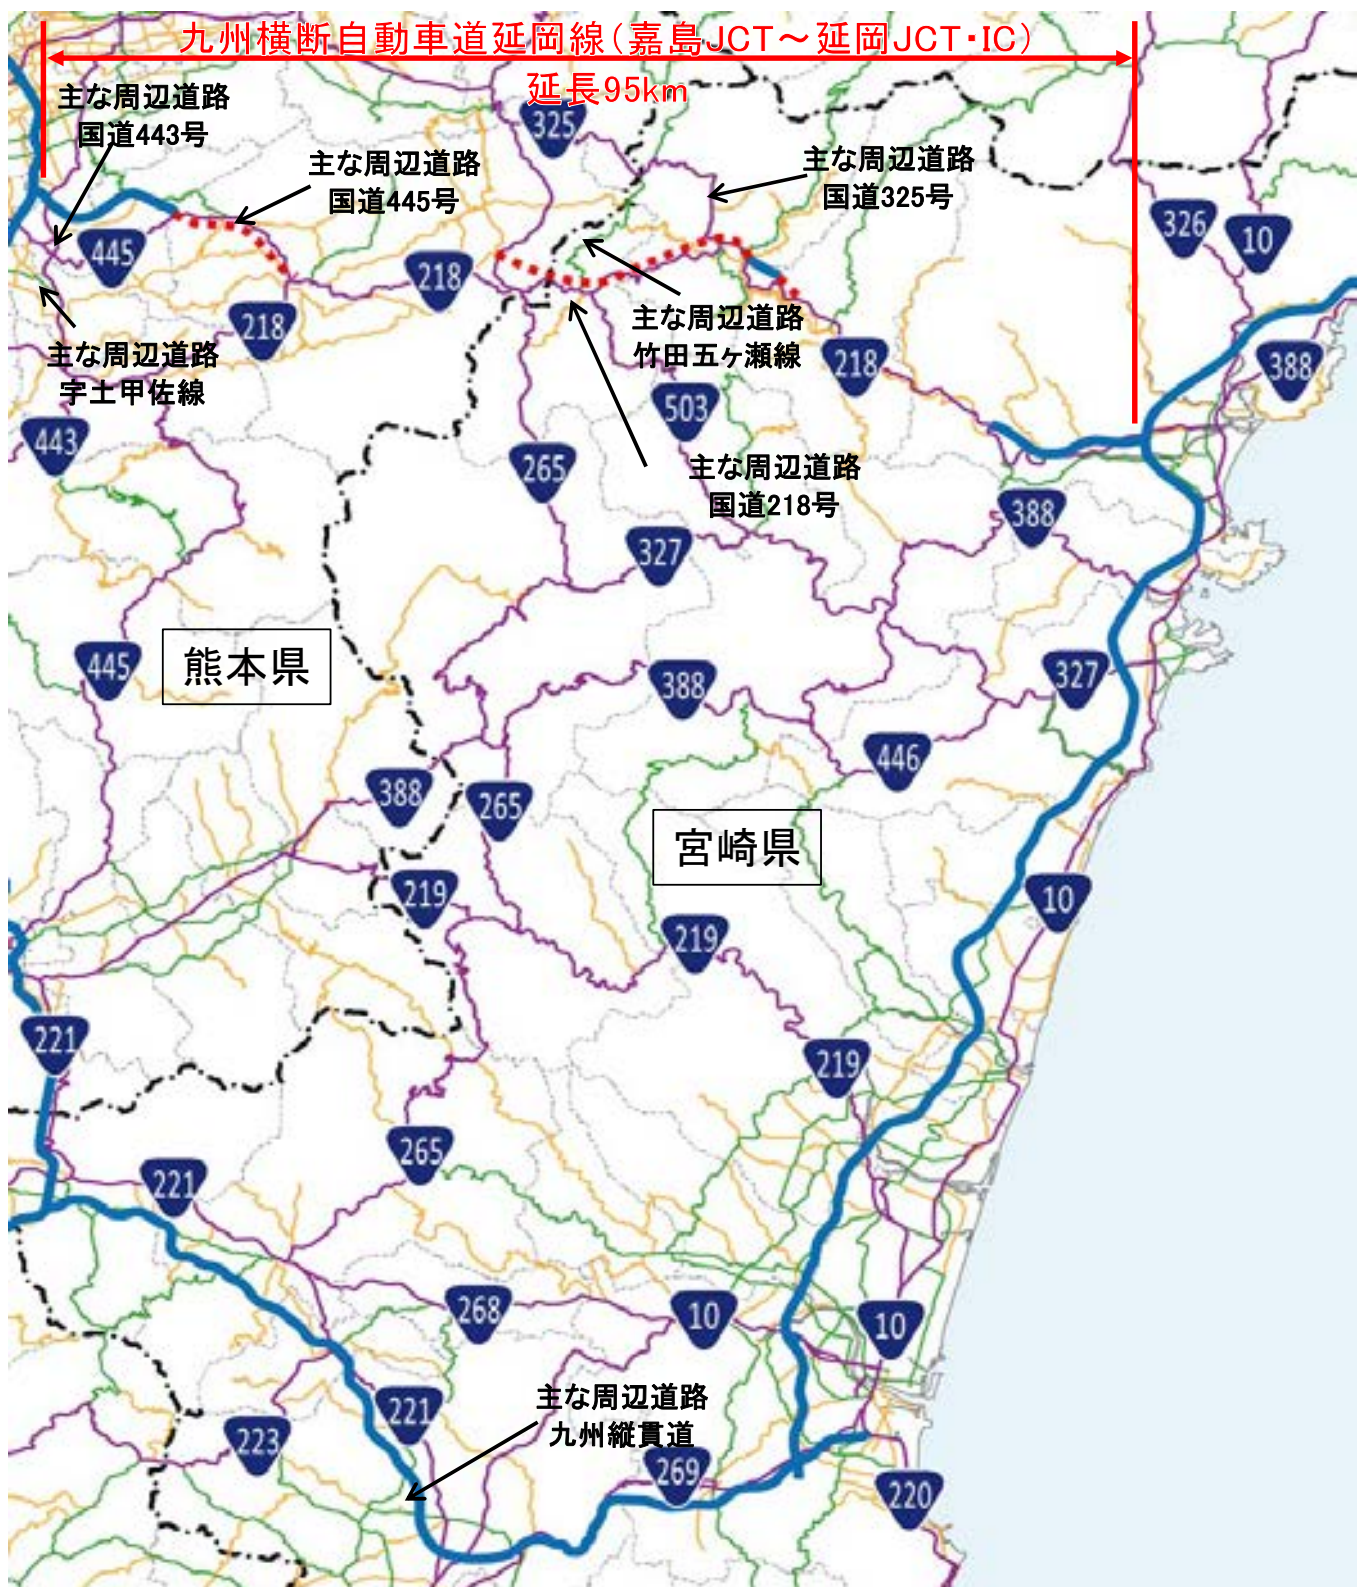 九州横断自動車道延岡線(嘉島JCT～延岡JCT・IC)
延長95km
主な周辺道路
国道443号
325
主な周辺道路
国道445号
主な周辺道路
国道325号
445
218
326
10
218
主な周辺道路
竹田五ヶ瀬線
主な周辺道路
宇土甲佐線
218
388
503
443
265
主な周辺道路
国道218号
388
327
445
熊本県
388
327
446
388
265
宮崎県
219
10
219
221
219
265
221
268
10
10
主な周辺道路
九州縦貫道
221
223
269
220